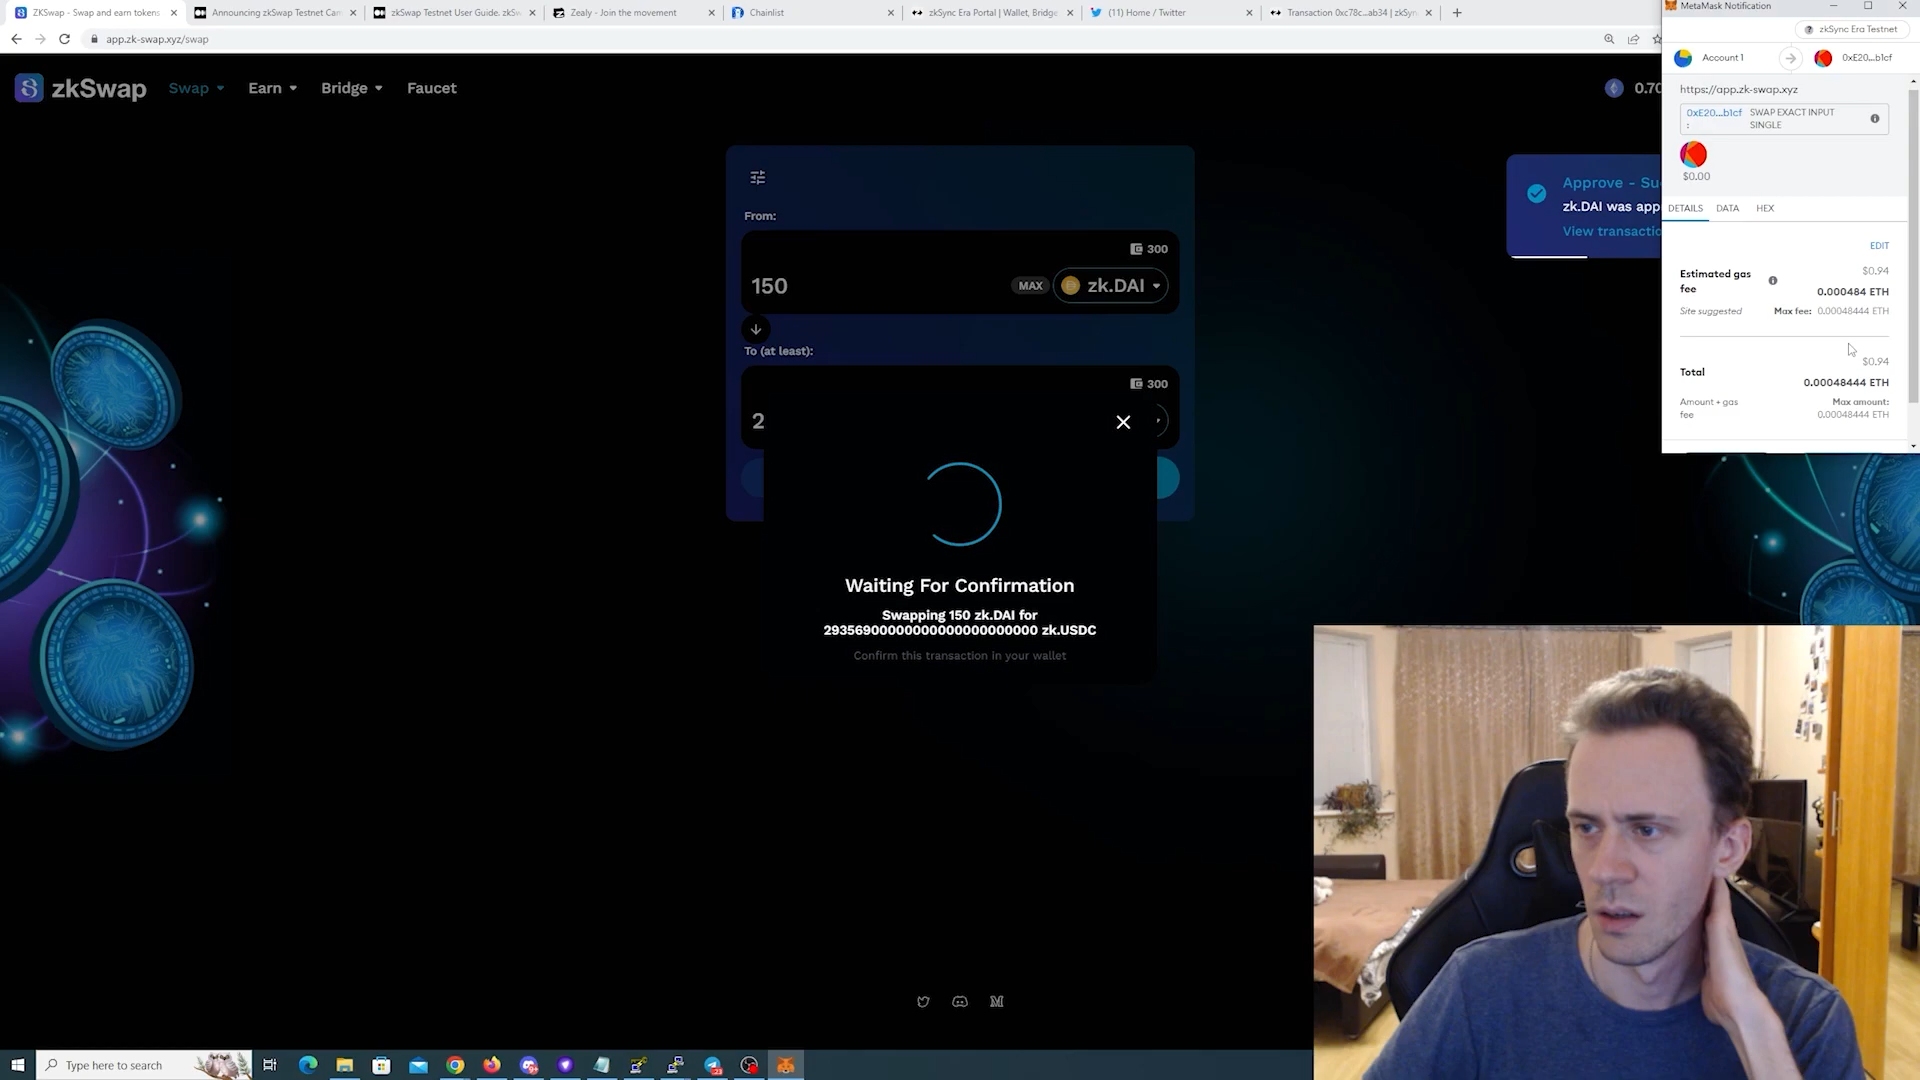 ZKSwap - Swap and earn tokens
Announcing zkSwap Testnet Can
zkSwap Testnet User Guide. zkSw
Zealy - Join the movement
Chainlist
zkSync Era Portal | Wallet, Bridge
(11) Home / Twitter
Transaction 0xc78c...ab34 | zkSyn
app.zk-swap.xyz/swap
zkSwap
Swap
Earn
Bridge
Faucet
0.70
From:
300
150
MAX
zk.DAI
To (at least):
300
2
Waiting For Confirmation
Swapping 150 zk.DAI for
zk.USDC
Confirm this transaction in your wallet
Approve - Su
zk.DAI was app
View transactio
MetaMask Notification
zkSync Era Testnet
Account 1
0xE20...b1cf
https://app.zk-swap.xyz
0xE20...b1cf
:
SWAP EXACT INPUT
SINGLE
$0.00
DETAILS
DATA
HEX
EDIT
Estimated gas
fee
$0.94
0.000484 ETH
Site suggested
Max fee: 0.00048444 ETH
$0.94
Total
0.00048444 ETH
Amount + gas
fee
Max amount:
0.00048444 ETH
Type here to search